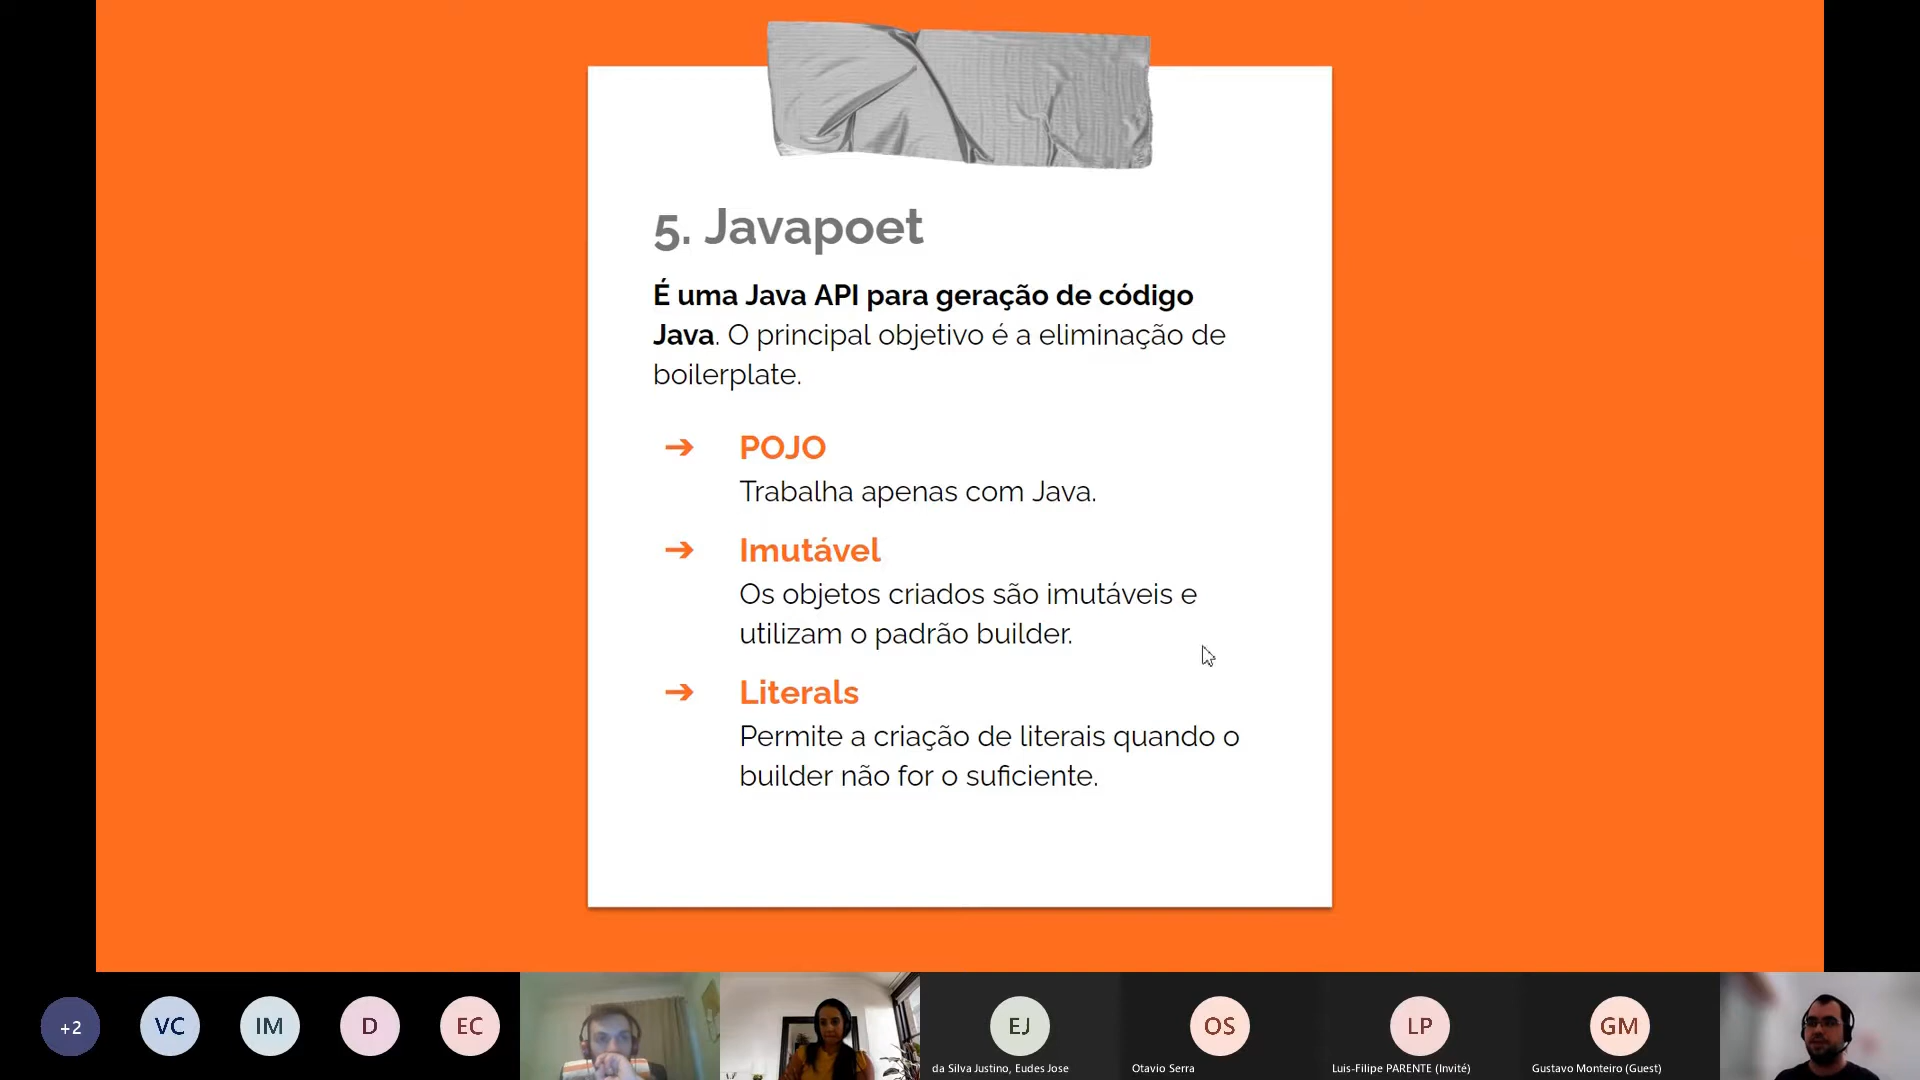 5. Javapoet
É uma Java API para geração de código
Java. O principal objetivo é a eliminação de
boilerplate.
➔ POJO
Trabalha apenas com Java.
➔ Imutável
Os objetos criados são imutáveis e
utilizam o padrão builder.
➔ Literals
Permite a criação de literais quando o
builder não for o suficiente.
+2
VC
IM
D
EC
EJ
da Silva Justino, Eudes Jose
OS
Otavio Serra
LP
Luis-Filipe PARENTE (Invité)
GM
Gustavo Monteiro (Guest)